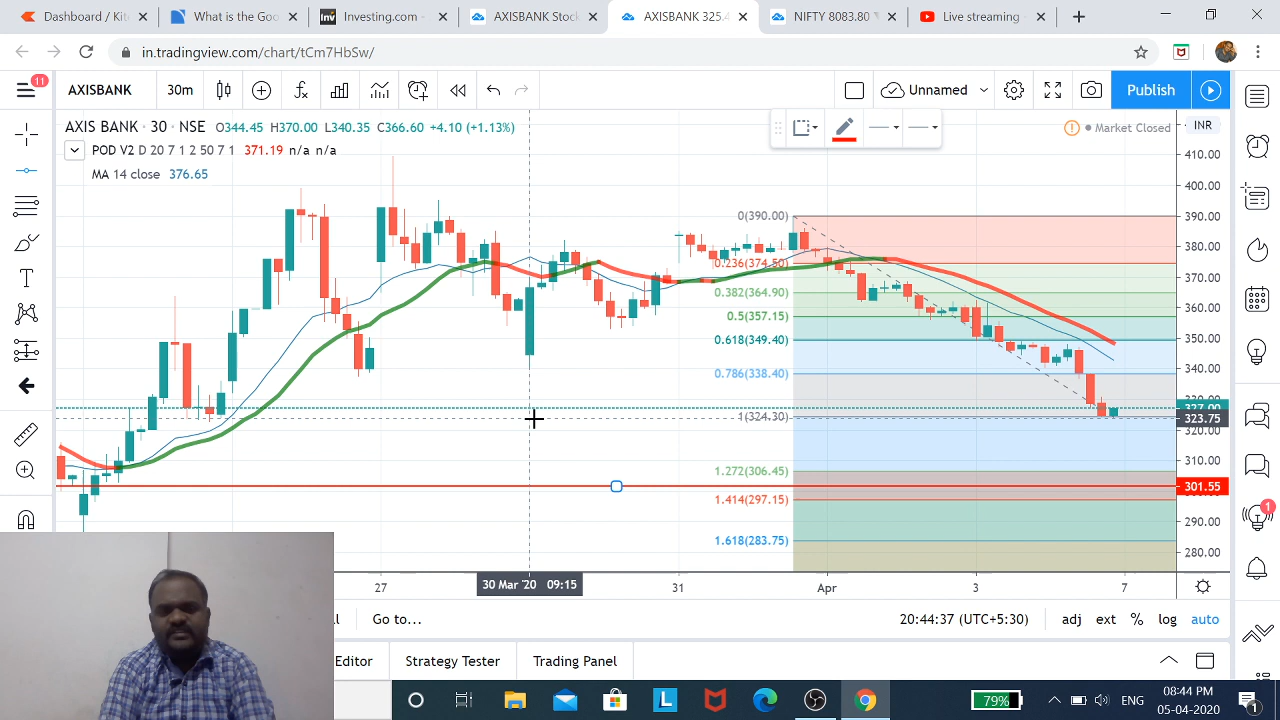 Dashboard / Kit
What is the Goo
Investing.com -
AXISBANK Stock
AXISBANK 325.4
NIFTY 8083.80
Live streaming
in.tradingview.com/chart/tCm7HbSw/
11
AXISBANK
30m
Unnamed
Publish
AXIS BANK · 30 · NSE O344.45 H370.00 L340.35 C366.60 +4.10 (+1.13%)
Market Closed
INR
POD V2 D 20 7 1 2 50 7 1 371.19 n/a n/a
MA 14 close 376.65
410.00
400.00
0(390.00)
390.00
380.00
0.236(374.50)
370.00
0.382(364.90)
360.00
0.5(357.15)
350.00
0.618(349.40)
340.00
0.786(338.40)
327.00
1(324.30)
323.75
320.00
310.00
1.272(306.45)
301.55
1.414(297.15)
290.00
1.618(283.75)
280.00
27
30 Mar '20 09:15
31
Apr
3
7
Go to...
20:44:37 (UTC+5:30)
adj
ext
%
log
auto
Editor
Strategy Tester
Trading Panel
1
79%
ENG
08:44 PM
05-04-2020